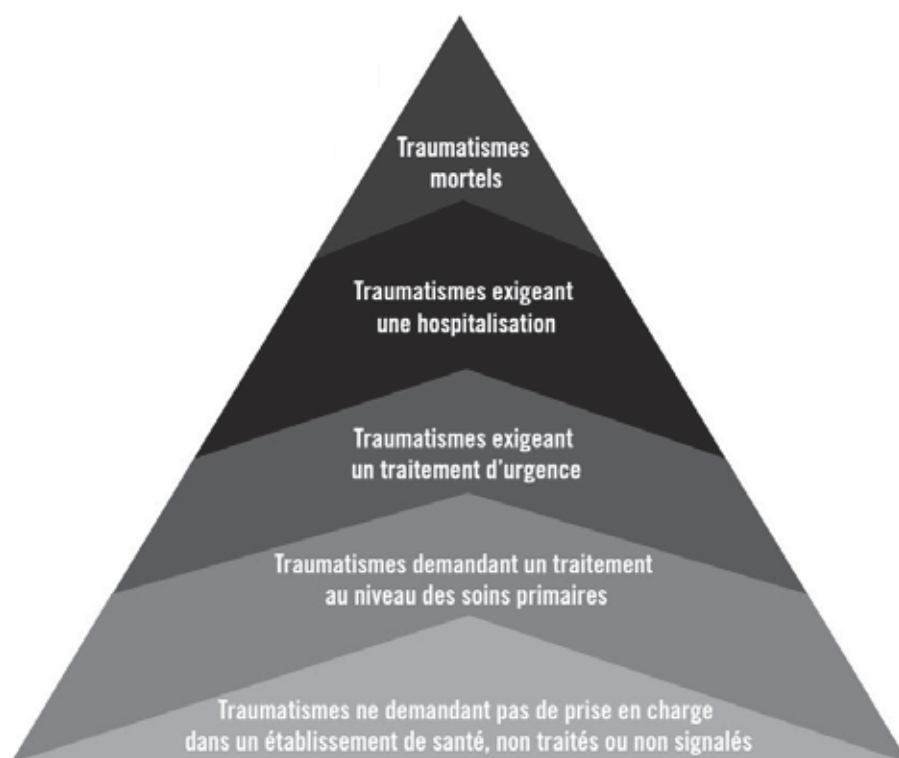 Traumatismes
mortels
Traumatismes exigeant
une hospitalisation
Traumatismes exigeant
un traitement d'urgence
Traumatismes demandant un traitement
au niveau des soins primaires
Traumatismes ne demandant pas de prise en charge
dans un établissement de santé, non traités ou non signalés